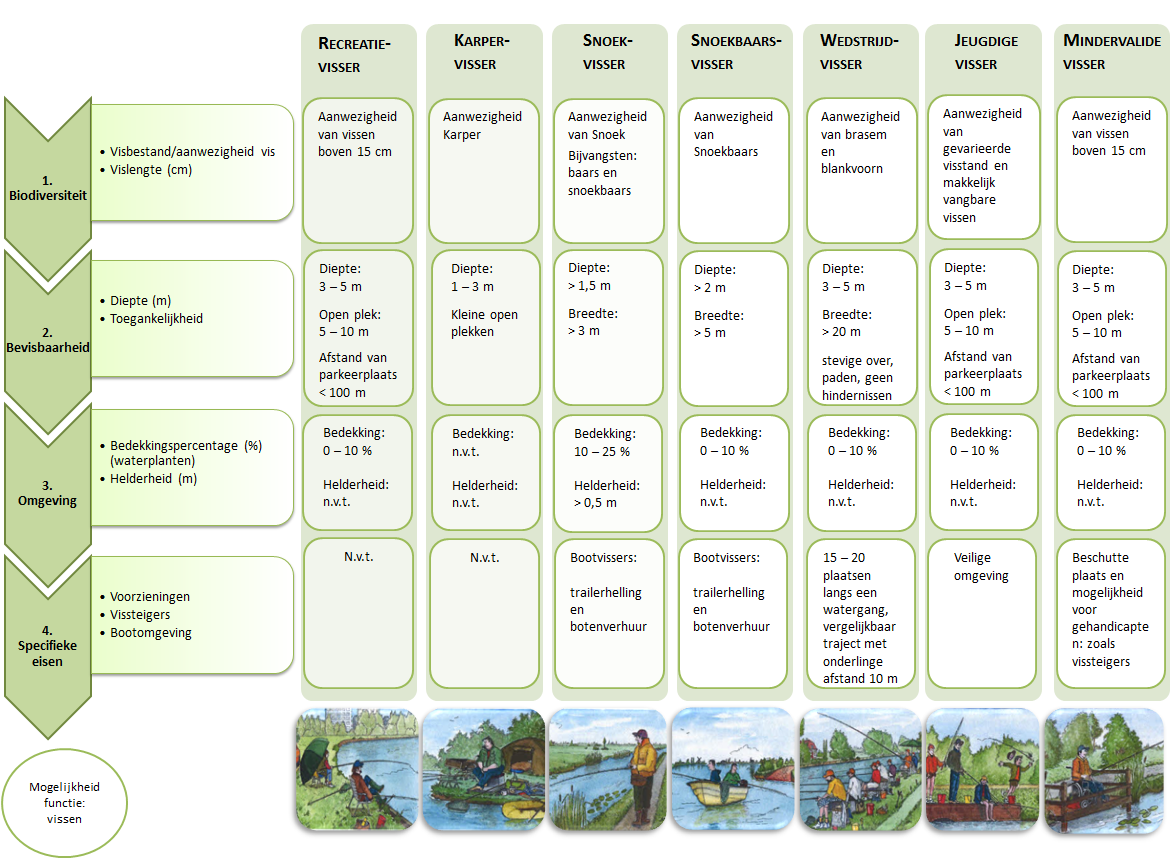 RECREATIE-
VISSER
KARPER-
VISSER
SNOEK-
VISSER
SNOEKBAARS-
VISSER
WEDSTRIJD-
VISSER
JEUGDIGE
VISSER
MINDERVALIDE
VISSER
1.
Biodiversiteit
• Visbestand/aanwezigheid vis
• Vislengte (cm)
Aanwezigheid
van vissen
boven 15 cm
Aanwezigheid
Karper
Aanwezigheid
van Snoek
Bijvangsten:
baars en
snoekbaars
Aanwezigheid
van
Snoekbaars
Aanwezigheid
van brasem
en
blankvoorn
Aanwezigheid
van
gevarieerde
visstand en
makkelijk
vangbare
vissen
Aanwezigheid
van vissen
boven 15 cm
2.
Bevisbaarheid
• Diepte (m)
• Toegankelijkheid
Diepte:
3 – 5 m
Open plek:
5 – 10 m
Afstand van
parkeerplaats
< 100 m
Diepte:
1 – 3 m
Kleine open
plekken
Diepte:
> 1,5 m
Breedte:
> 3 m
Diepte:
> 2 m
Breedte:
> 5 m
Diepte:
3 – 5 m
Breedte:
> 20 m
stevige over,
paden, geen
hindernissen
Diepte:
3 – 5 m
Open plek:
5 – 10 m
Afstand van
parkeerplaats
< 100 m
Diepte:
3 – 5 m
Open plek:
5 – 10 m
Afstand van
parkeerplaats
< 100 m
3.
Omgeving
• Bedekkingspercentage (%)
(waterplanten)
• Helderheid (m)
Bedekking:
0 – 10 %
Helderheid:
n.v.t.
Bedekking:
n.v.t.
Helderheid:
n.v.t.
Bedekking:
10 – 25 %
Helderheid:
> 0,5 m
Bedekking:
0 – 10 %
Helderheid:
n.v.t.
Bedekking:
0 – 10 %
Helderheid:
n.v.t.
Bedekking:
0 – 10 %
Helderheid:
n.v.t.
Bedekking:
0 – 10 %
Helderheid:
n.v.t.
4.
Specifieke
eisen
• Voorzieningen
• Vissteigers
• Bootomgeving
N.v.t.
N.v.t.
Bootvissers:
trailerhelling
en
botenverhuur
Bootvissers:
trailerhelling
en
botenverhuur
15 – 20
plaatsen
langs een
watergang,
vergelijkbaar
traject met
onderlinge
afstand 10 m
Veilige
omgeving
Beschutte
plaats en
mogelijkheid
voor
gehandicapte
n: zoals
vissteigers
Mogelijkheid
functie:
vissen